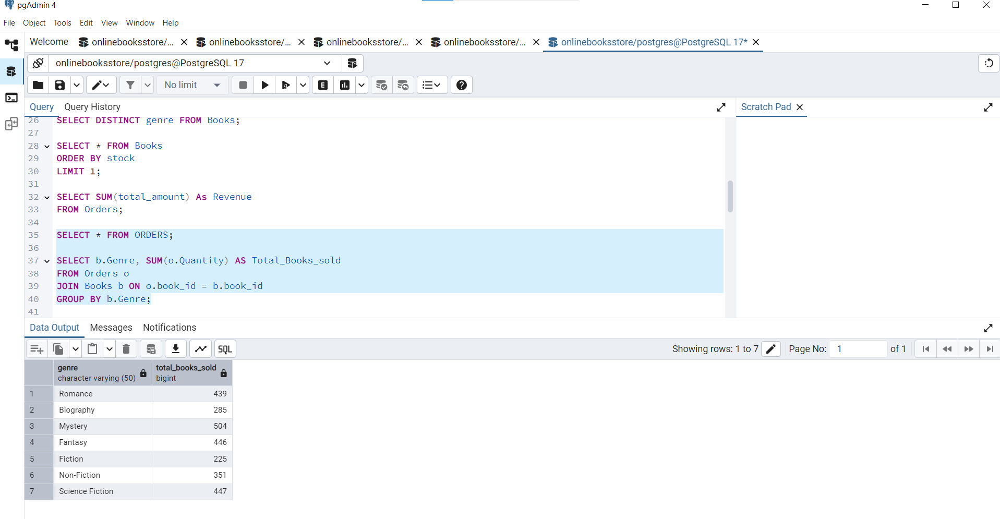 pgAdmin 4
File Object Tools Edit View Window Help
Welcome onlinebooksstore/... onlinebooksstore/... onlinebooksstore/... onlinebooksstore/... onlinebooksstore/postgres@PostgreSQL 17*
onlinebooksstore/postgres@PostgreSQL 17
No limit E
Query Query History Scratch Pad
26 SELECT DISTINCT genre FROM Books;
27
28 SELECT * FROM Books
29 ORDER BY stock
30 LIMIT 1;
31
32 SELECT SUM(total_amount) As Revenue
33 FROM Orders;
34
35 SELECT * FROM ORDERS;
36
37 SELECT b.Genre, SUM(o.Quantity) AS Total_Books_sold
38 FROM Orders o
39 JOIN Books b ON o.book_id = b.book_id
40 GROUP BY b.Genre;
41
Data Output Messages Notifications
SQL Showing rows: 1 to 7 Page No: 1 of 1
genre total_books_sold
character varying (50) bigint
1 Romance 439
2 Biography 285
3 Mystery 504
4 Fantasy 446
5 Fiction 225
6 Non-Fiction 351
7 Science Fiction 447